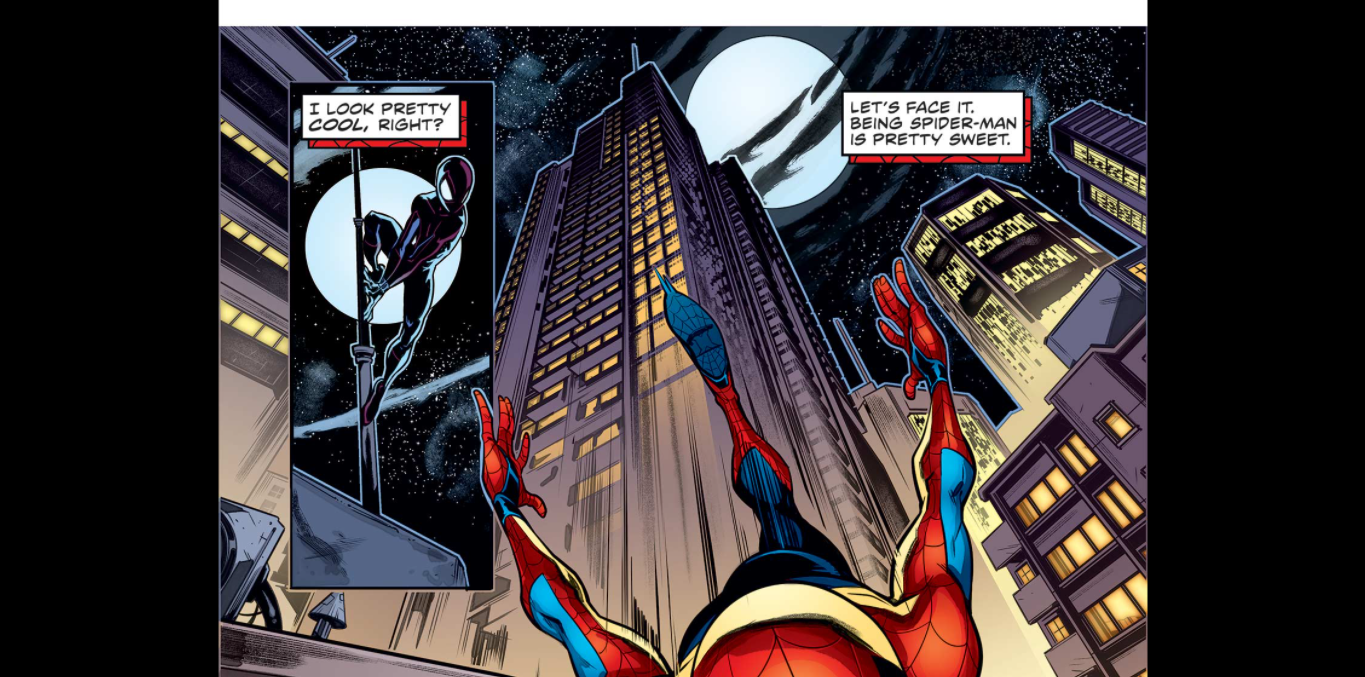 I LOOK PRETTY
COOL, RIGHT?
LET'S FACE IT.
BEING SPIDER-MAN
IS PRETTY SWEET.